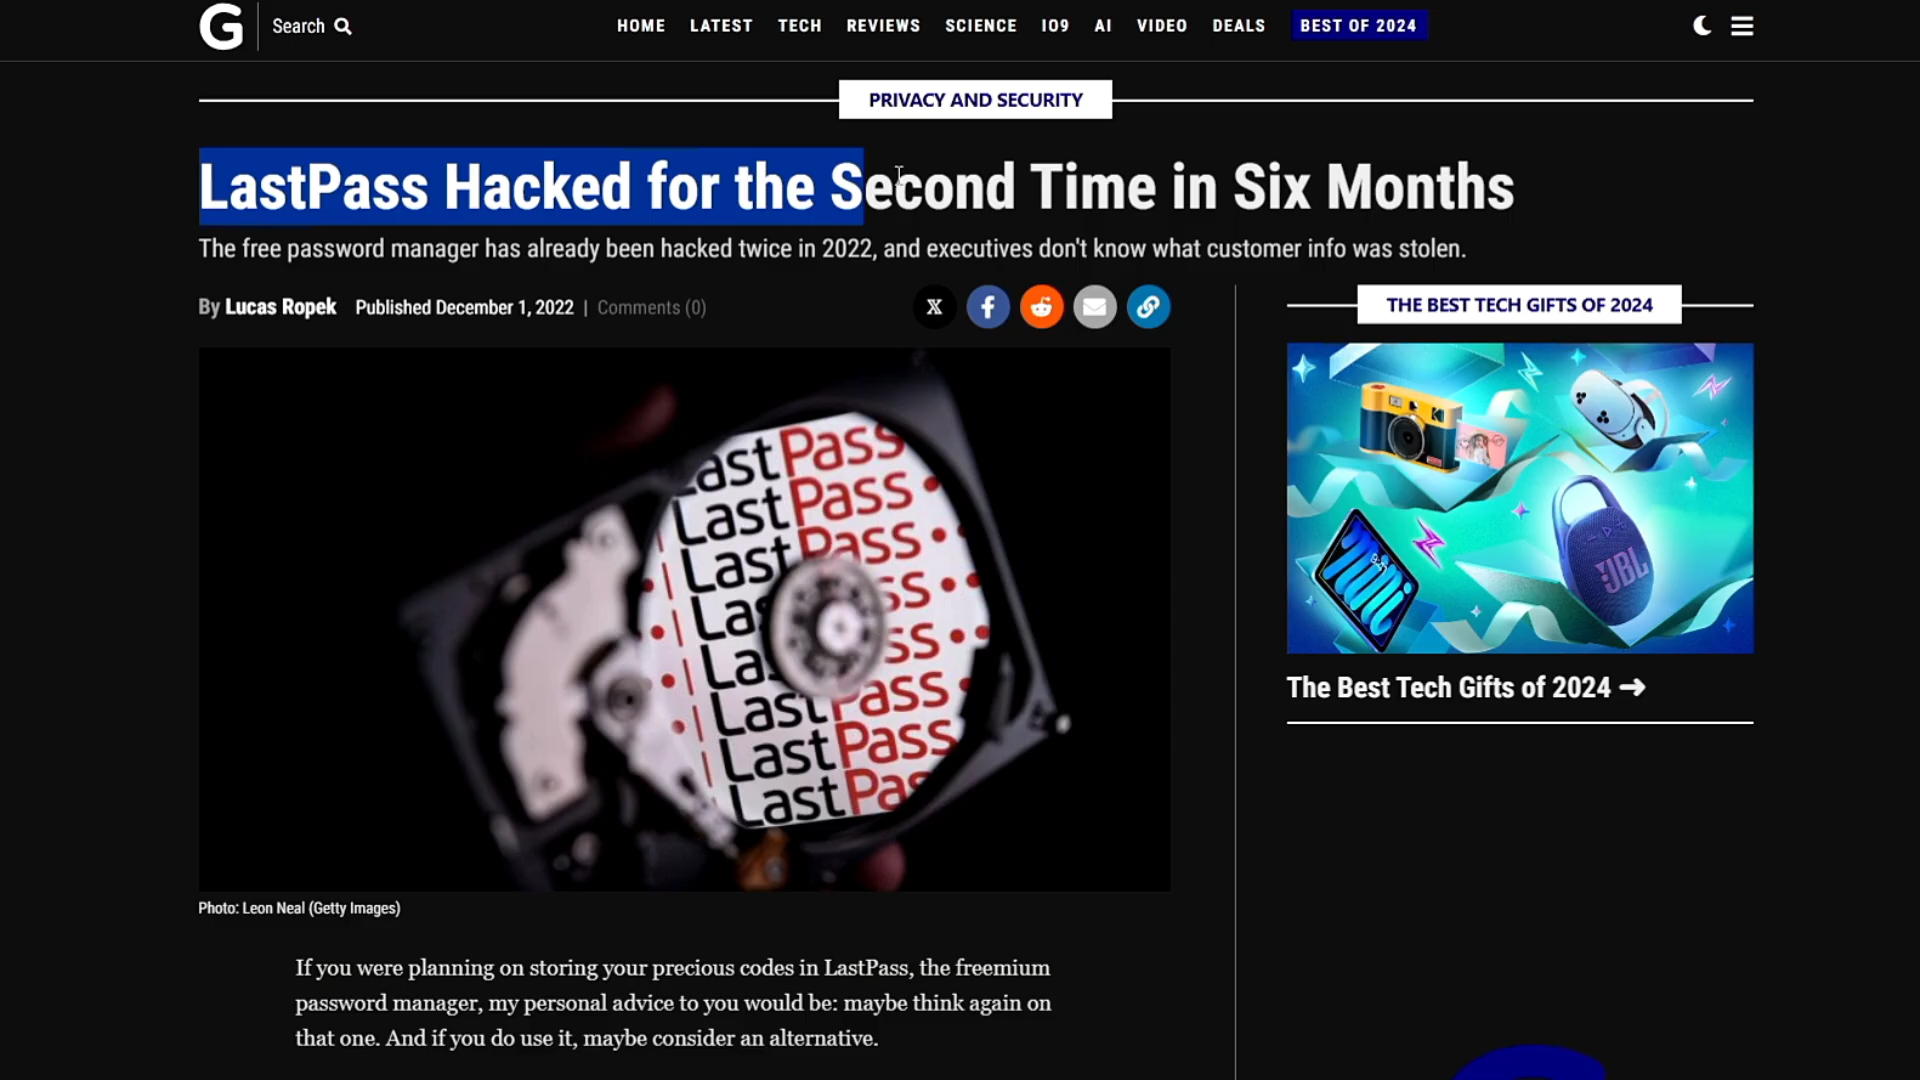 G
Search
HOME LATEST TECH REVIEWS SCIENCE IO9 AI VIDEO DEALS BEST OF 2024
PRIVACY AND SECURITY
LastPass Hacked for the Second Time in Six Months
The free password manager has already been hacked twice in 2022, and executives don't know what customer info was stolen.
By Lucas Ropek Published December 1, 2022 | Comments (0)
THE BEST TECH GIFTS OF 2024
LastPass
LastPass
LastPass
LastPass
LastPass
LastPass
JBL
The Best Tech Gifts of 2024 ➜
Photo: Leon Neal (Getty Images)
If you were planning on storing your precious codes in LastPass, the freemium
password manager, my personal advice to you would be: maybe think again on
that one. And if you do use it, maybe consider an alternative.